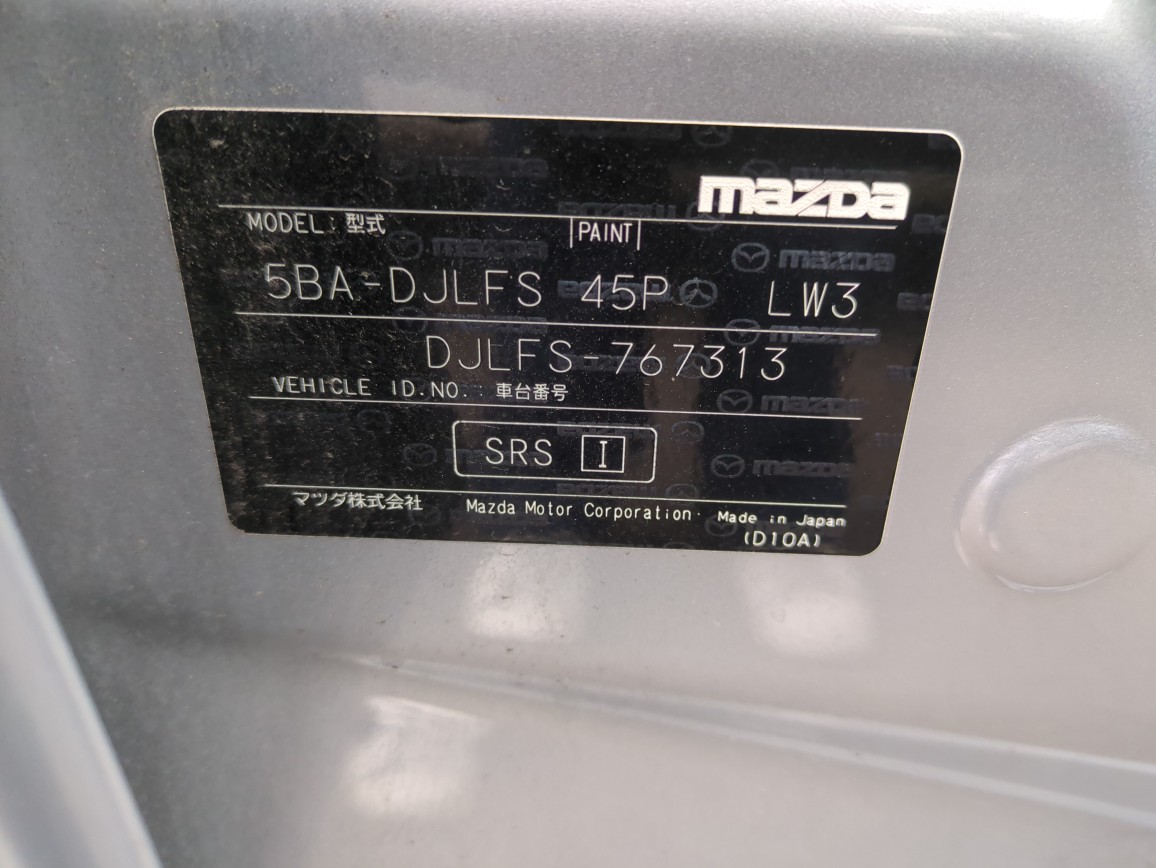 mazda
MODEL: 型式 PAINT
5BA-DJLFS 45P LW3
DJLFS-767313
VEHICLE ID.NO. : 車台番号
SRS I
マツダ株式会社 Mazda Motor Corporation Made in Japan
(D10A)